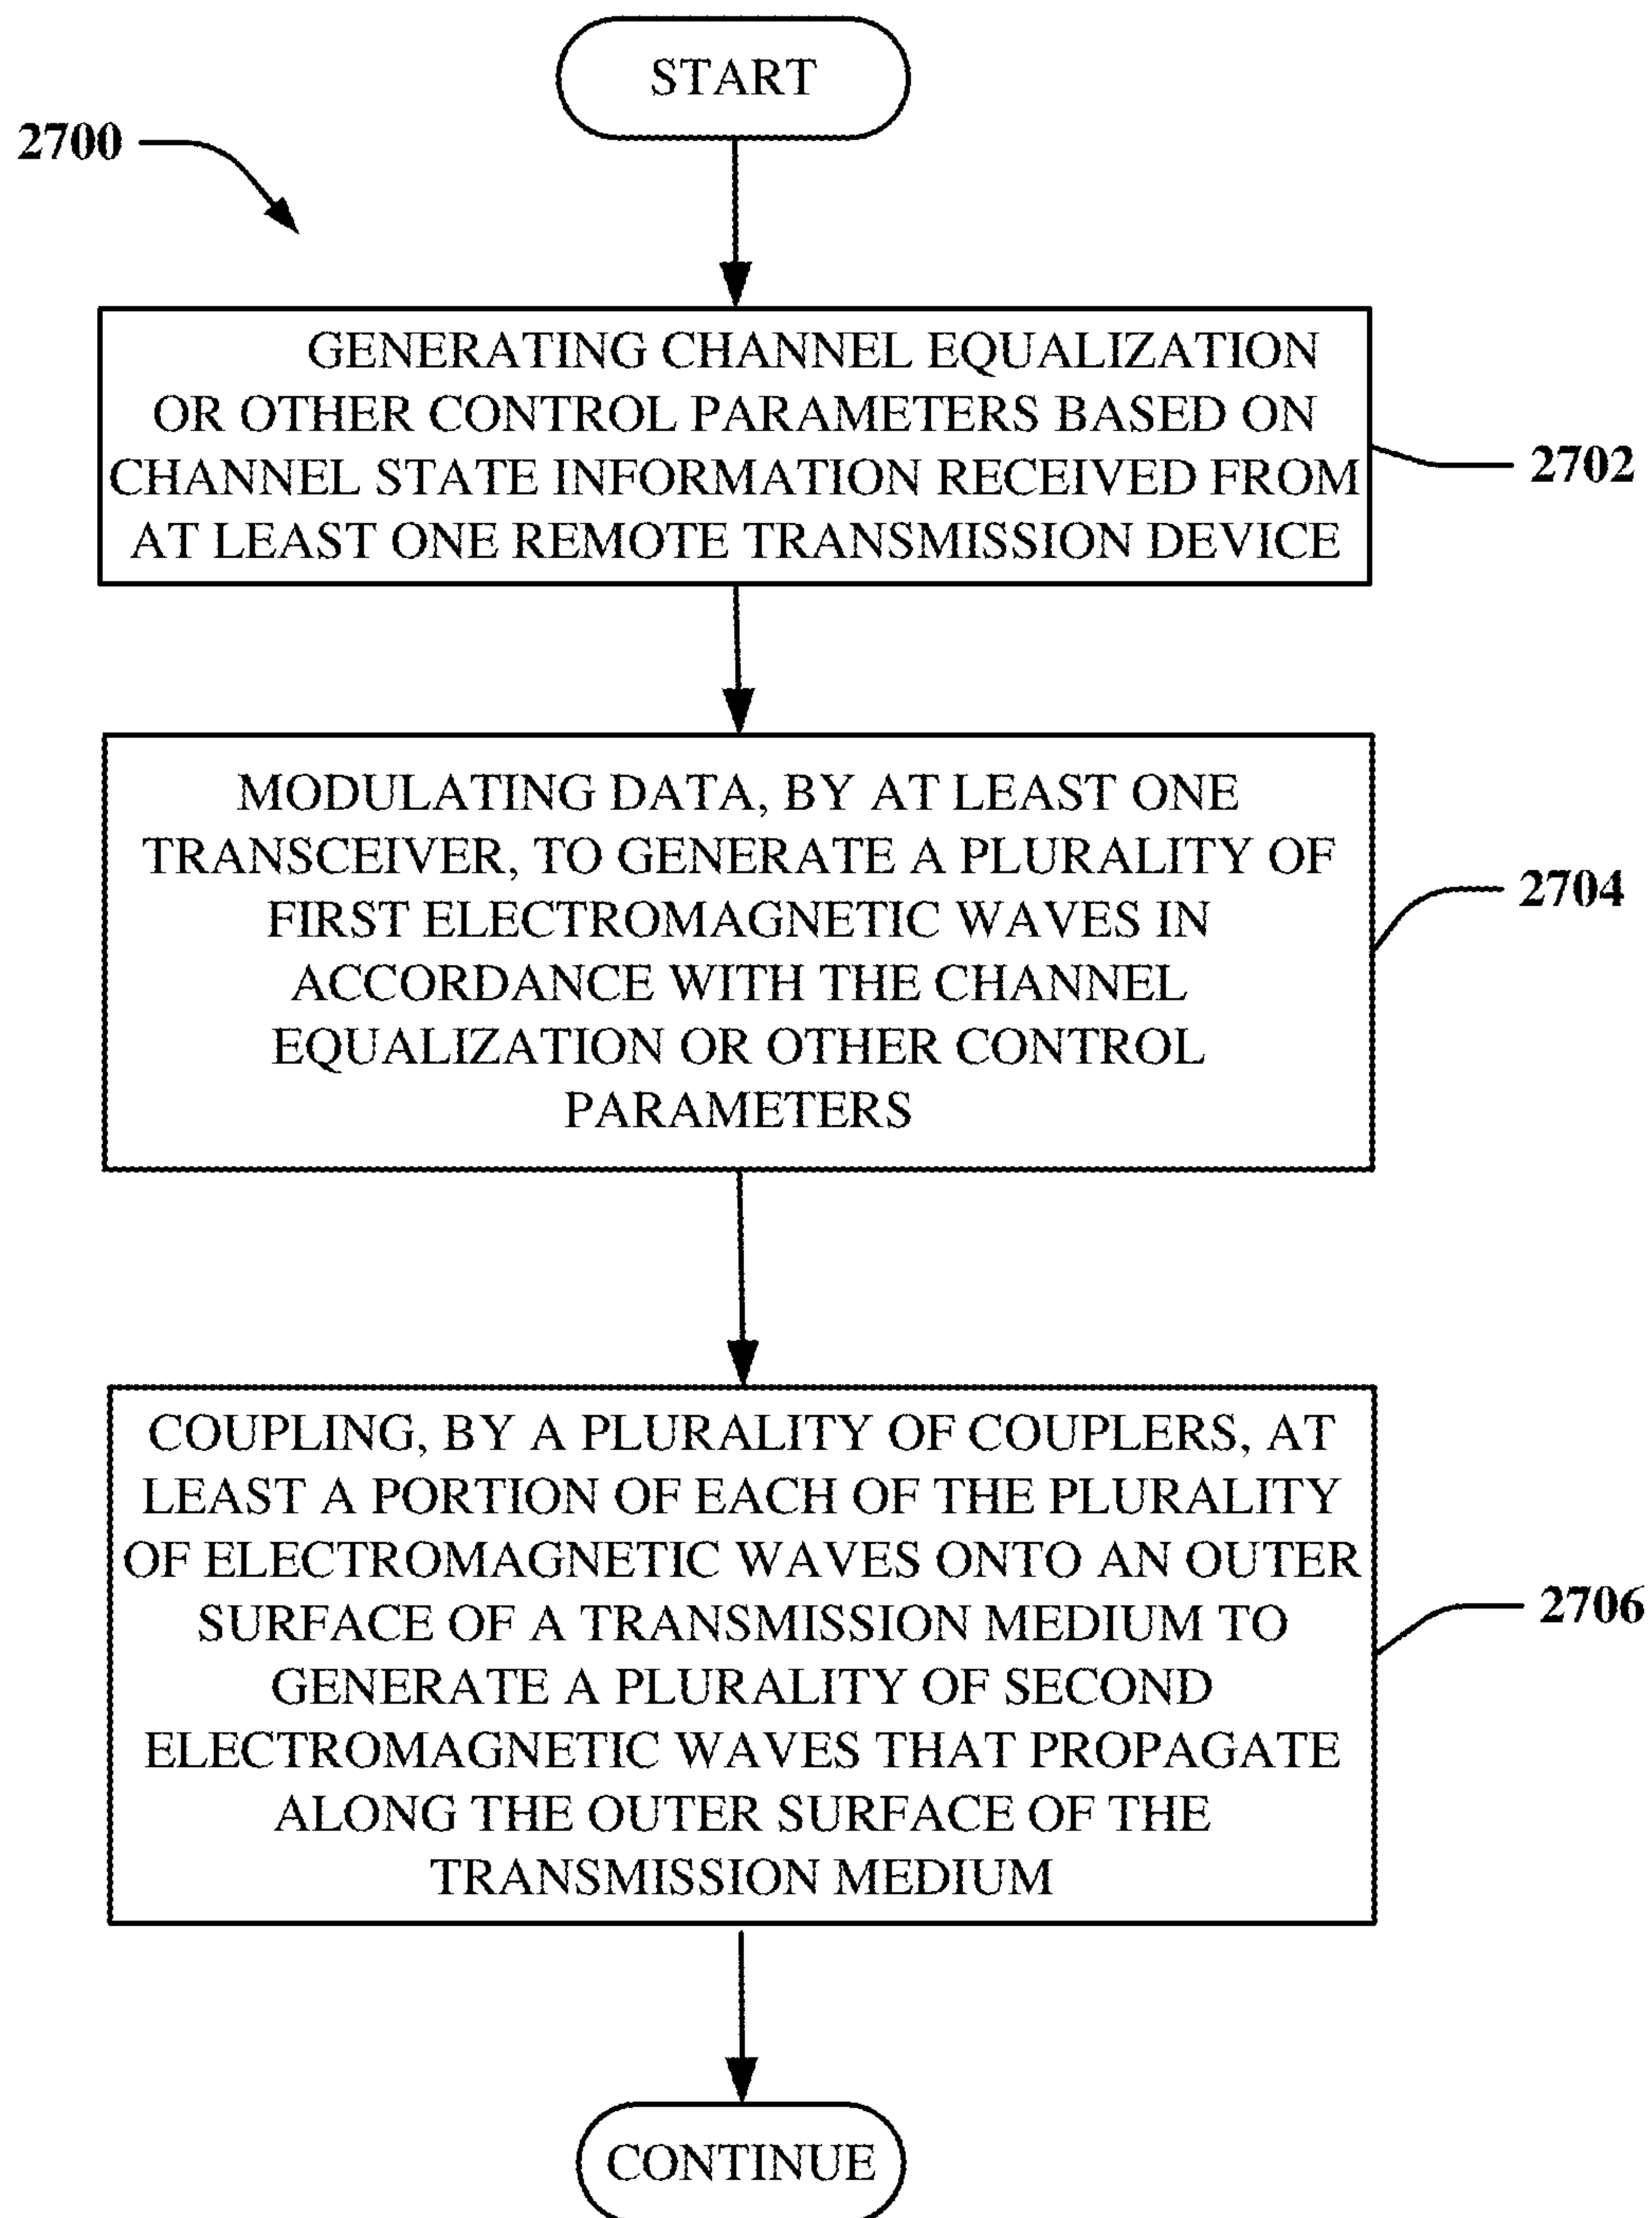 START
2700
GENERATING CHANNEL EQUALIZATION
OR OTHER CONTROL PARAMETERS BASED ON
CHANNEL STATE INFORMATION RECEIVED FROM
AT LEAST ONE REMOTE TRANSMISSION DEVICE
2702
MODULATING DATA, BY AT LEAST ONE
TRANSCEIVER, TO GENERATE A PLURALITY OF
FIRST ELECTROMAGNETIC WAVES IN
ACCORDANCE WITH THE CHANNEL
EQUALIZATION OR OTHER CONTROL
PARAMETERS
2704
COUPLING, BY A PLURALITY OF COUPLERS, AT
LEAST A PORTION OF EACH OF THE PLURALITY
OF ELECTROMAGNETIC WAVES ONTO AN OUTER
SURFACE OF A TRANSMISSION MEDIUM TO
GENERATE A PLURALITY OF SECOND
ELECTROMAGNETIC WAVES THAT PROPAGATE
ALONG THE OUTER SURFACE OF THE
TRANSMISSION MEDIUM
2706
CONTINUE